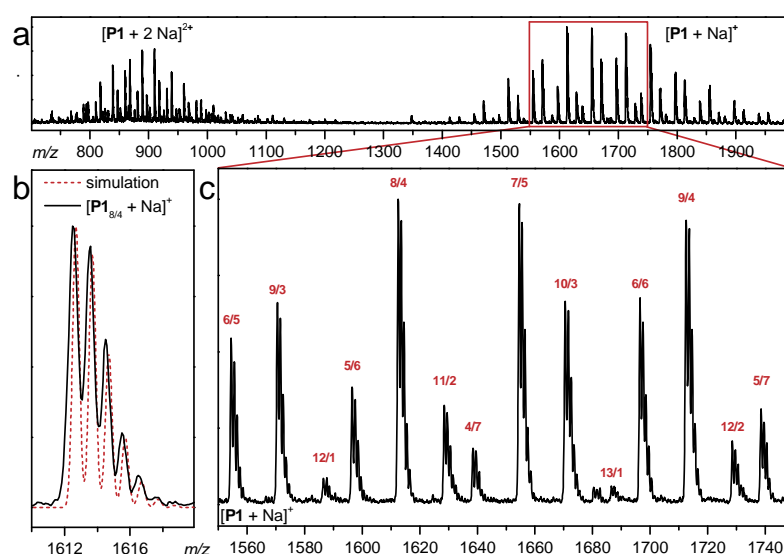 a
[P1 + 2 Na]²⁺
[P1 + Na]⁺
m/z 800 900 1000 1100 1200 1300 1400 1500 1600 1700 1800 1900
b
simulation
[P1₈/₄ + Na]⁺
1612 1616 m/z
c
8/4
7/5
9/4
10/3
6/6
9/3
6/5
5/6
11/2
5/7
4/7
12/2
12/1
13/1
[P1 + Na]⁺
1560 1580 1600 1620 1640 1660 1680 1700 1720 1740